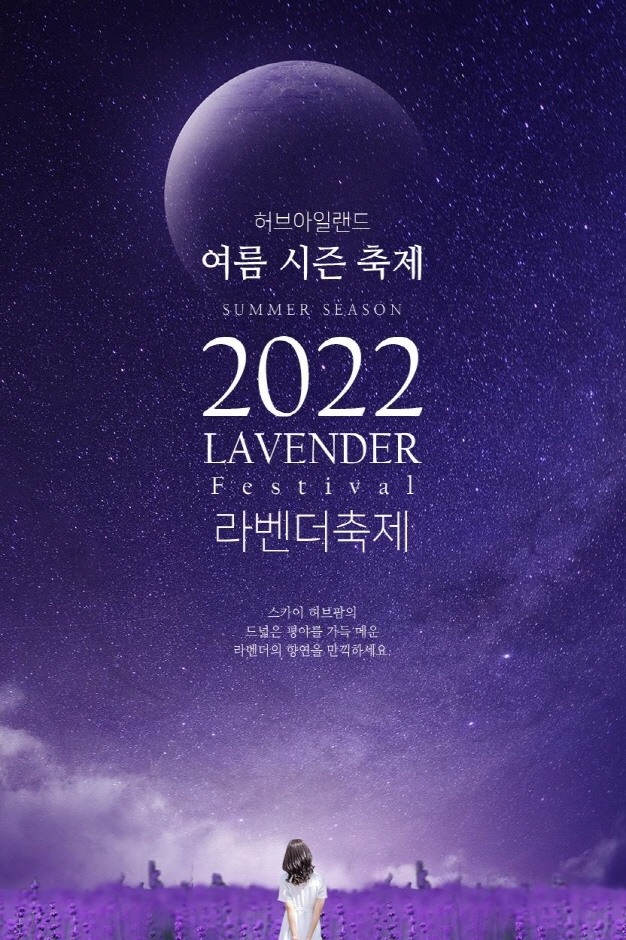 허브아일랜드
여름 시즌 축제
SUMMER SEASON
2022
LAVENDER
Festival
라벤더축제
스카이 허브팜의
드넓은 평야를 가득 메운
라벤더의 향연을 만끽하세요.